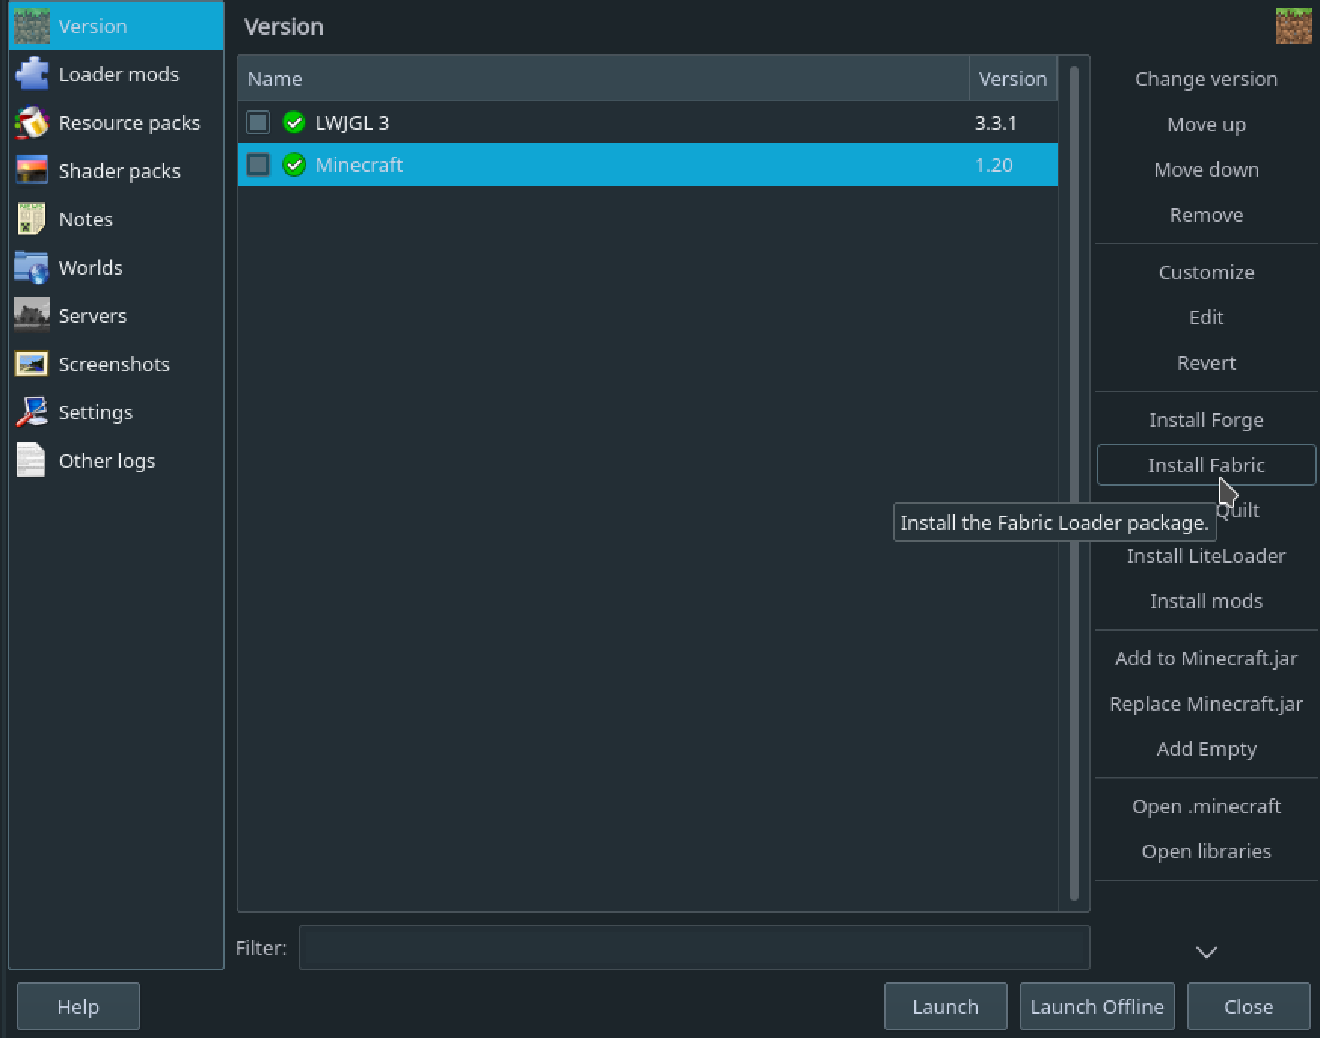 Version
Loader mods
Resource packs
Shader packs
Notes
Worlds
Servers
Screenshots
Settings
Other logs
Version
Name Version
LWJGL 3 3.3.1
Minecraft 1.20
Filter:
Change version
Move up
Move down
Remove
Customize
Edit
Revert
Install Forge
Install Fabric
Install the Fabric Loader package.
Quilt
Install LiteLoader
Install mods
Add to Minecraft.jar
Replace Minecraft.jar
Add Empty
Open .minecraft
Open libraries
Help
Launch
Launch Offline
Close